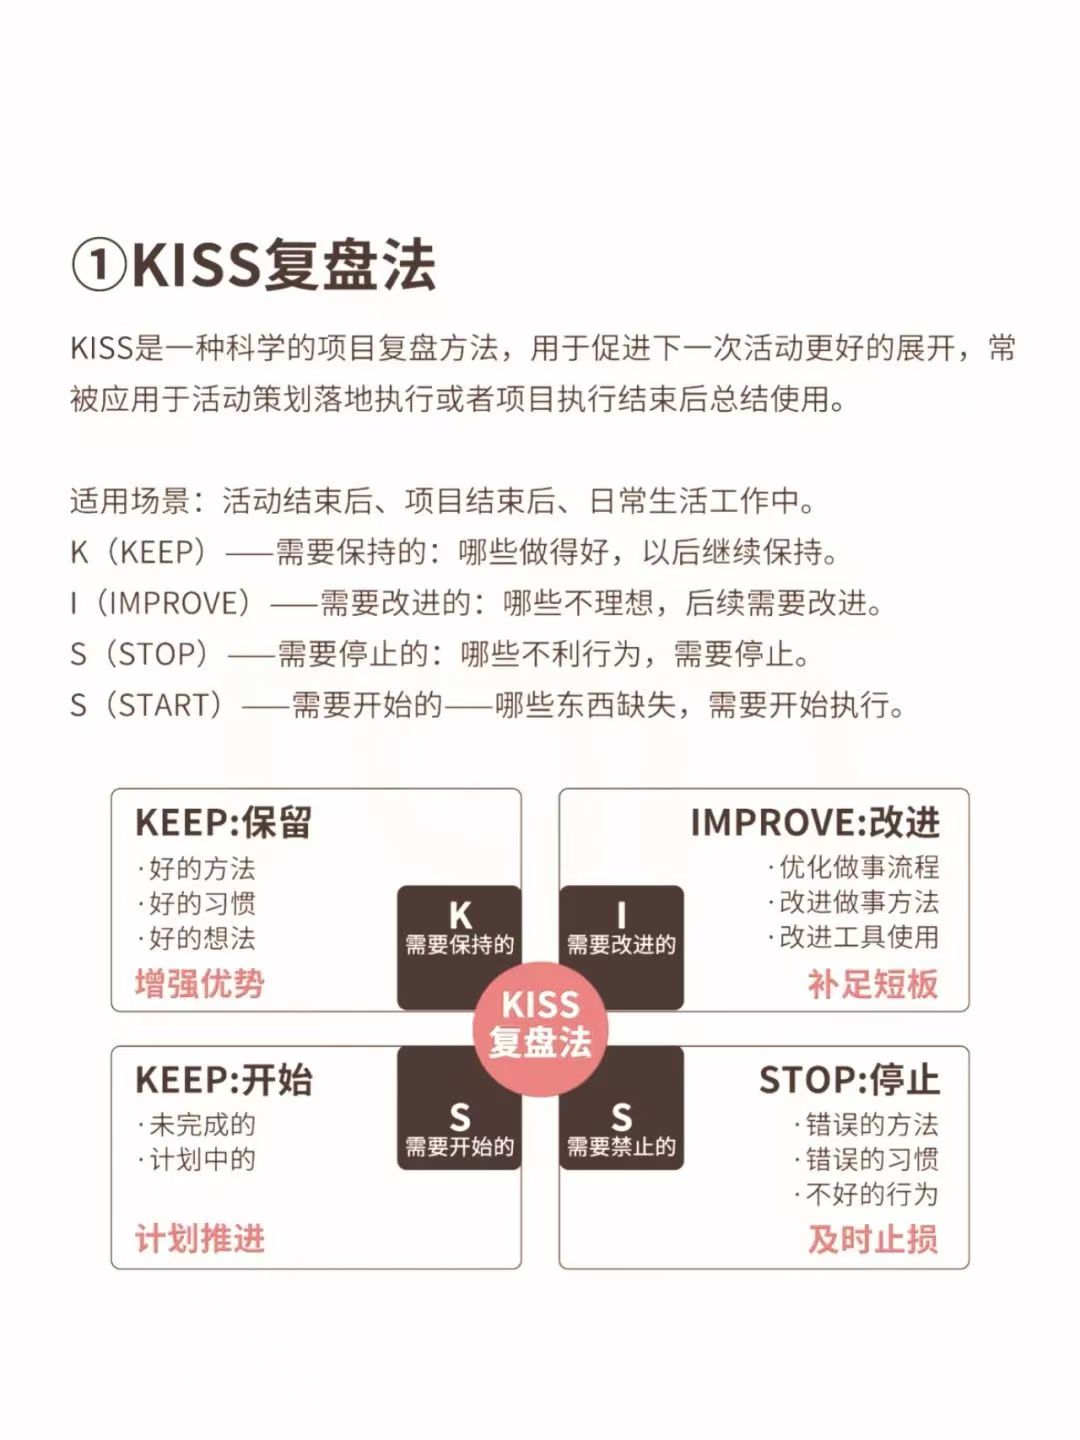 ①KISS复盘法
KISS是一种科学的项目复盘方法，用于促进下一次活动更好的展开，常
被应用于活动策划落地执行或者项目执行结束后总结使用。
适用场景：活动结束后、项目结束后、日常生活工作中。
K（KEEP）——需要保持的：哪些做得好，以后继续保持。
I（IMPROVE）——需要改进的：哪些不理想，后续需要改进。
S（STOP）——需要停止的：哪些不利行为，需要停止。
S（START）——需要开始的——哪些东西缺失，需要开始执行。
KEEP:保留
·好的方法
·好的习惯
·好的想法
增强优势
K
需要保持的
IMPROVE:改进
·优化做事流程
·改进做事方法
·改进工具使用
补足短板
I
需要改进的
KISS
复盘法
KEEP:开始
·未完成的
·计划中的
计划推进
S
需要开始的
STOP:停止
·错误的方法
·错误的习惯
·不好的行为
及时止损
S
需要禁止的